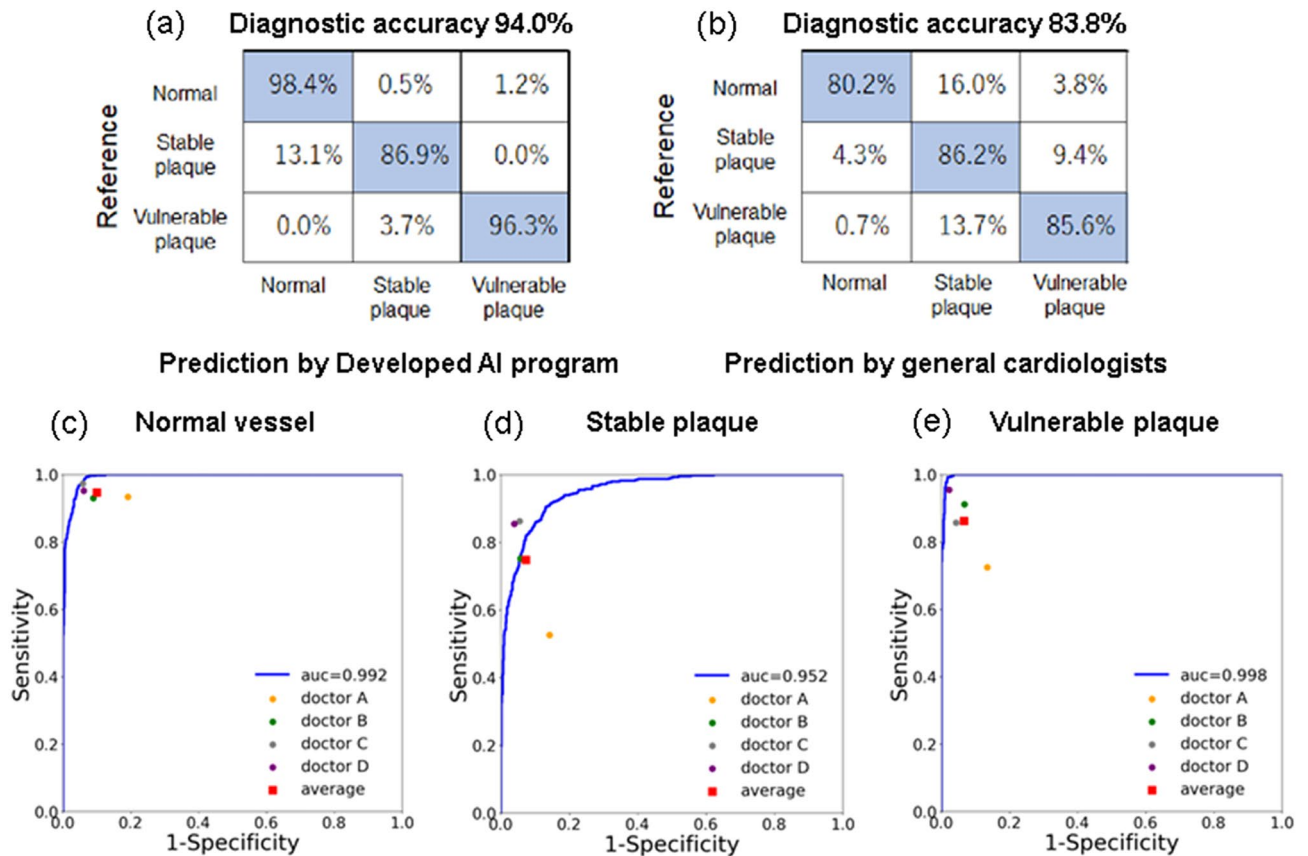 (a) Diagnostic accuracy 94.0%
Reference
Normal 98.4% 0.5% 1.2%
Stable
plaque 13.1% 86.9% 0.0%
Vulnerable
plaque 0.0% 3.7% 96.3%
Normal Stable Vulnerable
plaque plaque
Prediction by Developed AI program
(b) Diagnostic accuracy 83.8%
Reference
Normal 80.2% 16.0% 3.8%
Stable
plaque 4.3% 86.2% 9.4%
Vulnerable
plaque 0.7% 13.7% 85.6%
Normal Stable Vulnerable
plaque plaque
Prediction by general cardiologists
(c) Normal vessel
Sensitivity
1.0
0.8
0.6
0.4
0.2
0.0
auc=0.992
doctor A
doctor B
doctor C
doctor D
average
0.0 0.2 0.4 0.6 0.8 1.0
1-Specificity
(d) Stable plaque
Sensitivity
1.0
0.8
0.6
0.4
0.2
0.0
auc=0.952
doctor A
doctor B
doctor C
doctor D
average
0.0 0.2 0.4 0.6 0.8 1.0
1-Specificity
(e) Vulnerable plaque
Sensitivity
1.0
0.8
0.6
0.4
0.2
0.0
auc=0.998
doctor A
doctor B
doctor C
doctor D
average
0.0 0.2 0.4 0.6 0.8 1.0
1-Specificity